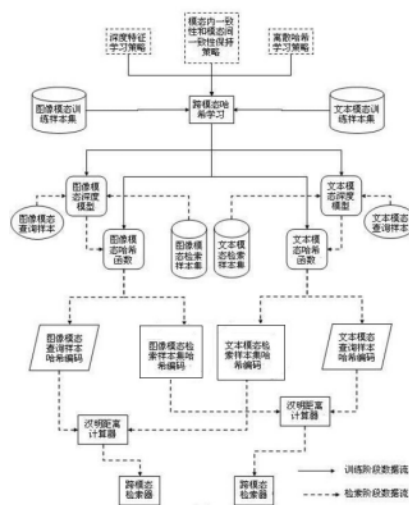 深度特征
学习策略
模态内一致
性和模态间
一致性保持
策略
离散哈希
学习策略
图像模态训
练样本集
跨模态哈
希学习
文本模态训
练样本集
图像模
态深度
模型
文本模
态深度
模型
图像模态
查询样本
图像模
态哈希
函数
图像模
态检索
样本集
文本模
态检索
样本集
文本模
态哈希
函数
文本模态
查询样本
图像模态
查询样本
哈希编码
图像模态检
索样本集哈
希编码
文本模态检
索样本集哈
希编码
文本模态
查询样本
哈希编码
汉明距离
计算器
汉明距离
计算器
跨模态
检索器
跨模态
检索器
训练阶段数据流
检索阶段数据流